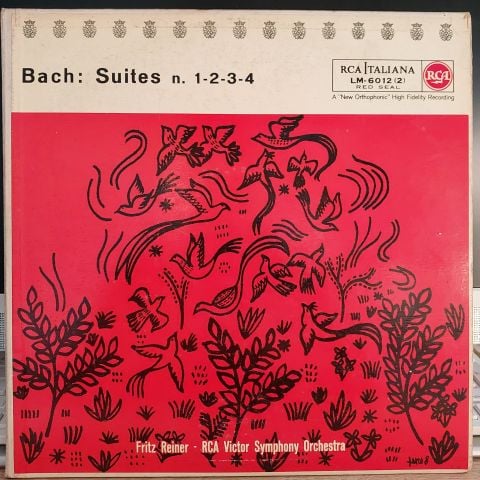 Bach: Suites n. 1-2-3-4
RCA ITALIANA
LM-6012 (2)
RED SEAL
RCA
A "New Orthophonic" High Fidelity Recording
Fritz Reiner - RCA Victor Symphony Orchestra